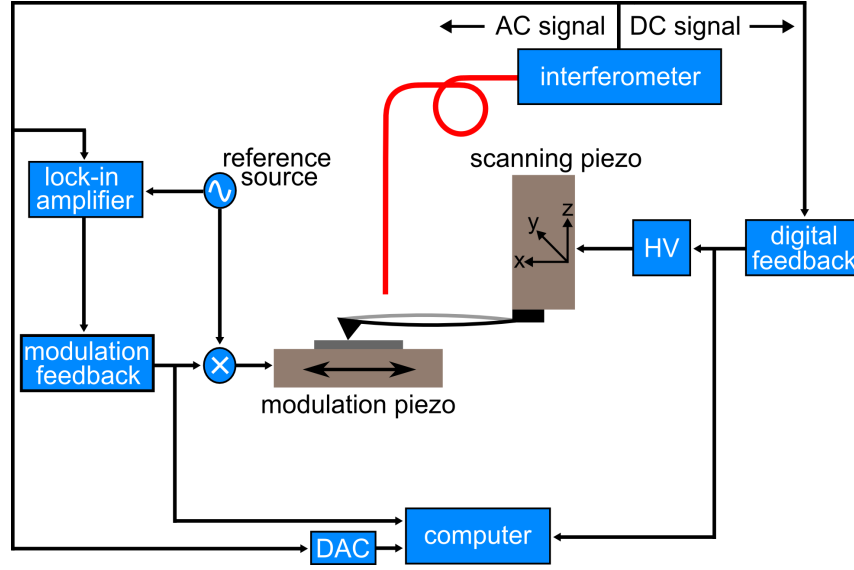 AC signal
DC signal
interferometer
reference
source
scanning piezo
lock-in
amplifier
z
y
x
HV
digital
feedback
modulation
feedback
×
modulation piezo
computer
DAC